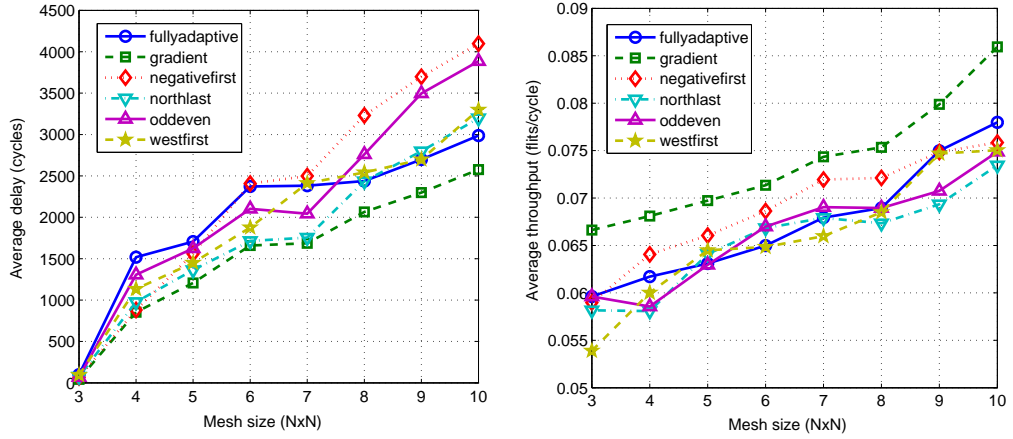 4500
4000
3500
3000
2500
2000
1500
1000
500
0
3 4 5 6 7 8 9 10
Mesh size (NxN)
Average delay (cycles)
fullyadaptive
gradient
negativefirst
northlast
oddeven
westfirst
0.09
0.085
0.08
0.075
0.07
0.065
0.06
0.055
0.05
3 4 5 6 7 8 9 10
Mesh size (NxN)
Average throughput (flits/cycle)
fullyadaptive
gradient
negativefirst
northlast
oddeven
westfirst